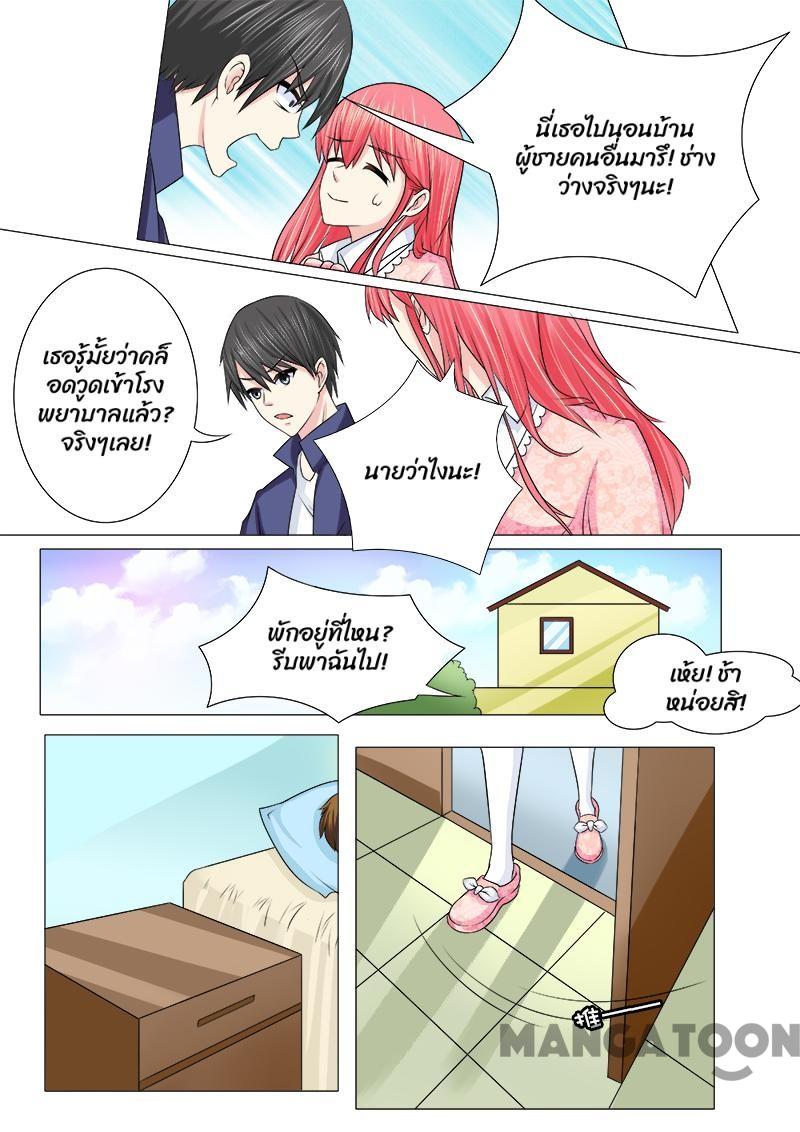 นี่เธอไปนอนบ้าน
ผู้ชายคนอื่นมารึ! ช่าง
ว่างจริงๆนะ!
เธอรู้มั้ยว่าคล็
อดวูดเข้าโรง
พยาบาลแล้ว?
จริงๆเลย!
นายว่าไงนะ!
พักอยู่ที่ไหน?
รีบพาฉันไป!
เห้ย! ช้า
หน่อยสิ!
推
MANGATOON